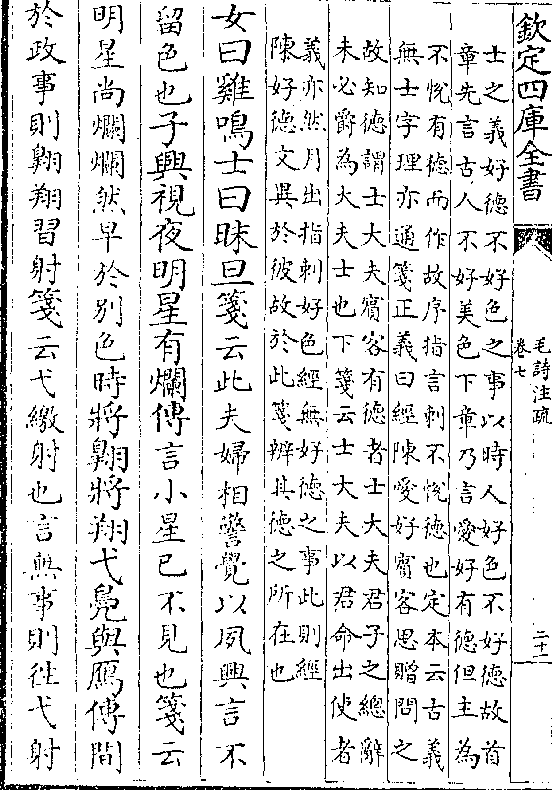 欽定四庫全書
毛詩注疏
卷七
二十二
士之義好德不好色之事以時人好色不好德故首
章先言古人不好美色下章乃言愛好有德但主為
不悅有德而作故序指言刺不悅德也定本云古義
無士字理亦通箋正義曰經陳愛好賓客思贈問之
故知德謂士大夫賓客有德者士大夫君子之總辭
未必爵為大夫士也下箋云士大夫以君命出使者
義亦然月出指刺好色經無好德之事此則經
陳好德文異於彼故於此箋辨其德之所在也
女曰雞鳴士曰昧旦箋云此夫婦相警覺以夙興言不
留色也子興視夜明星有爛傳言小星已不見也箋云
明星尚爛爛然早於別色時將翱將翔弋鳧與鴈傳閒
於政事則翱翔習射箋云弋繳射也言無事則往弋射